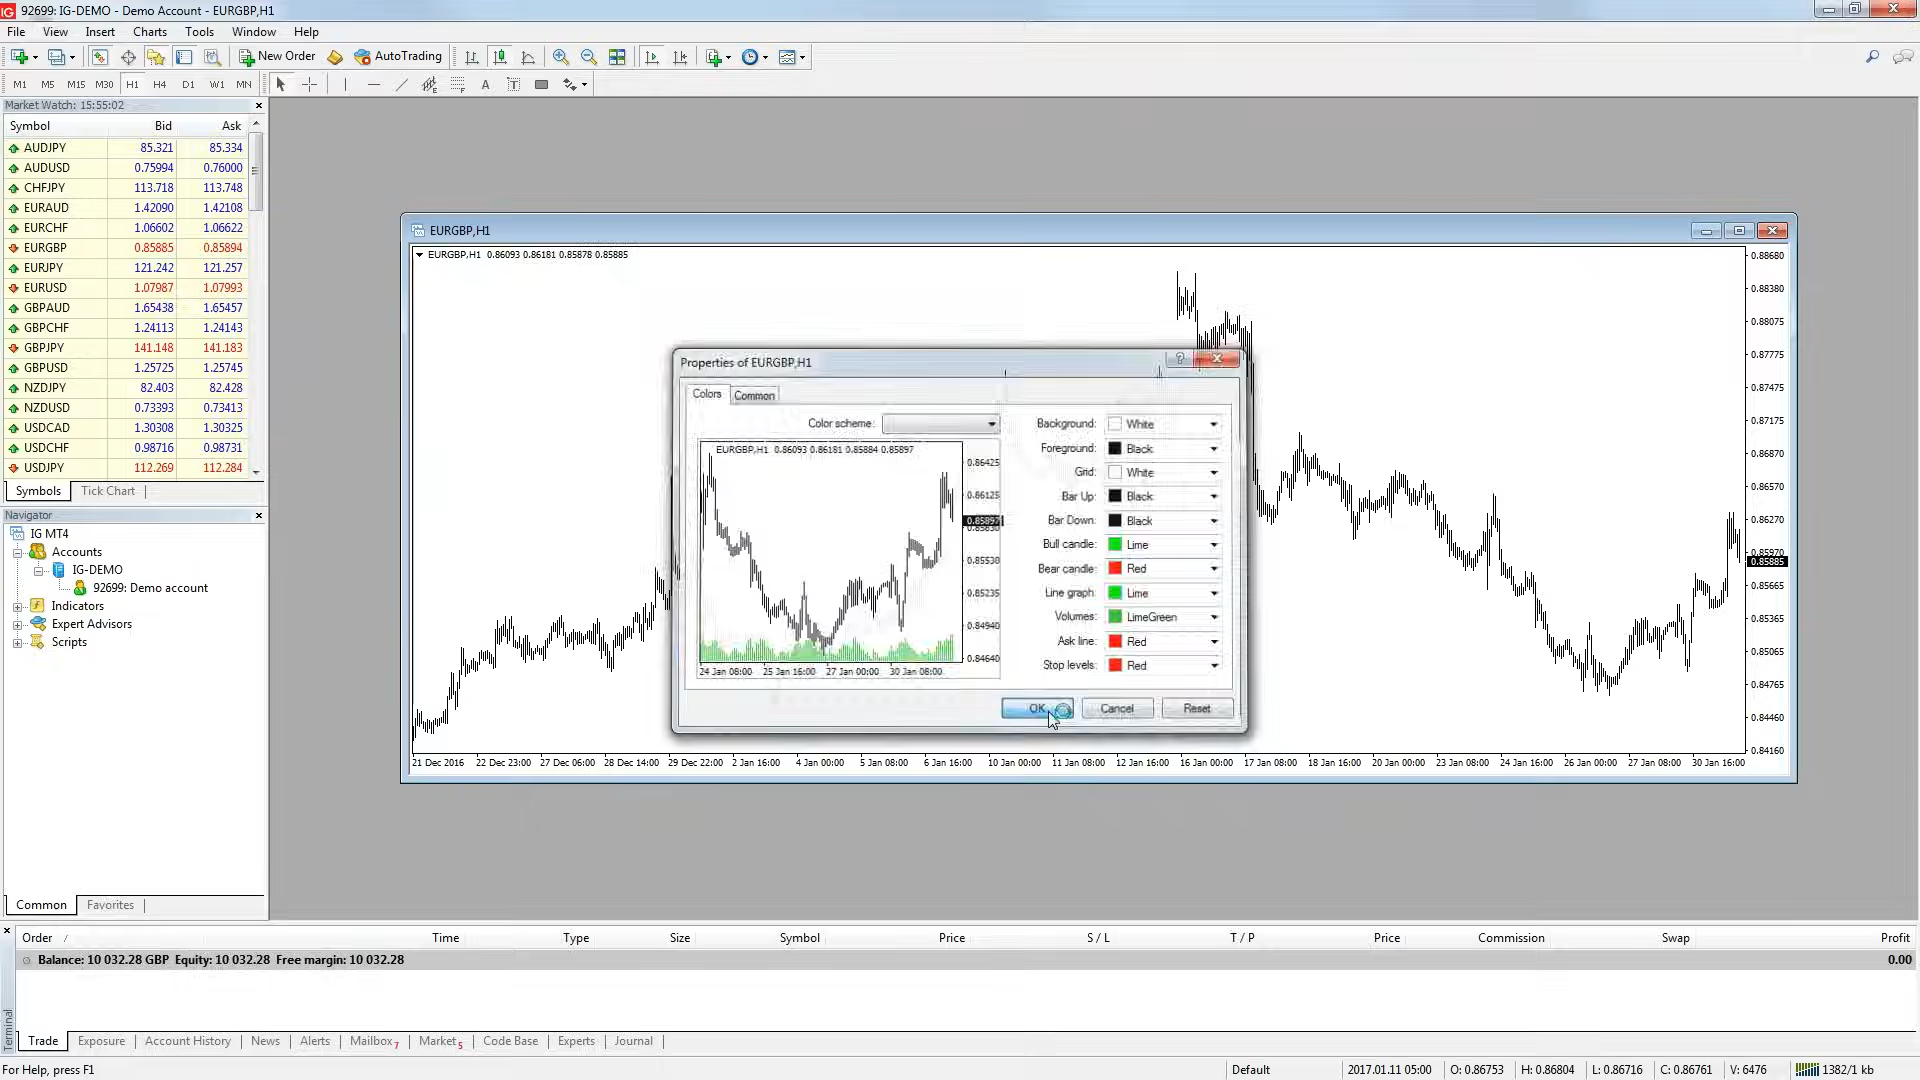 IG 92699: IG-DEMO - Demo Account - EURGBP,H1
File View Insert Charts Tools Window Help
New Order AutoTrading
M1 M5 M15 M30 H1 H4 D1 W1 MN A T
Market Watch: 15:55:02
Symbol Bid Ask
AUDJPY 85.321 85.334
AUDUSD 0.75994 0.76000
CHFJPY 113.718 113.748
EURAUD 1.42090 1.42108
EURCHF 1.06602 1.06622
EURGBP 0.85885 0.85894
EURJPY 121.242 121.257
EURUSD 1.07987 1.07993
GBPAUD 1.65438 1.65457
GBPCHF 1.24113 1.24143
GBPJPY 141.148 141.183
GBPUSD 1.25725 1.25745
NZDJPY 82.403 82.428
NZDUSD 0.73393 0.73413
USDCAD 1.30308 1.30325
USDCHF 0.98716 0.98731
USDJPY 112.269 112.284
Symbols Tick Chart
Navigator
IG MT4
Accounts
IG-DEMO
92699: Demo account
Indicators
Expert Advisors
Scripts
Common Favorites
EURGBP,H1
EURGBP,H1 0.86093 0.86181 0.85878 0.85885
0.88680
0.88380
0.88075
0.87775
0.87475
0.87175
0.86870
0.86570
0.86270
0.85970
0.85885
0.85665
0.85365
0.85065
0.84765
0.84460
0.84160
21 Dec 2016 22 Dec 23:00 27 Dec 06:00 28 Dec 14:00 29 Dec 22:00 2 Jan 16:00 4 Jan 00:00 5 Jan 08:00 6 Jan 16:00 10 Jan 00:00 11 Jan 08:00 12 Jan 16:00 16 Jan 00:00 17 Jan 08:00 18 Jan 16:00 20 Jan 00:00 23 Jan 08:00 24 Jan 16:00 26 Jan 00:00 27 Jan 08:00 30 Jan 16:00
Properties of EURGBP,H1
Colors Common
Color scheme:
EURGBP,H1 0.86093 0.86181 0.85884 0.85897
0.86425
0.86125
0.85897
0.85830
0.85530
0.85235
0.84940
0.84640
24 Jan 08:00 25 Jan 16:00 27 Jan 00:00 30 Jan 08:00
Background: White
Foreground: Black
Grid: White
Bar Up: Black
Bar Down: Black
Bull candle: Lime
Bear candle: Red
Line graph: Lime
Volumes: LimeGreen
Ask line: Red
Stop levels: Red
OK Cancel Reset
Order / Time Type Size Symbol Price S / L T / P Price Commission Swap Profit
Balance: 10 032.28 GBP Equity: 10 032.28 Free margin: 10 032.28 0.00
Terminal
Trade Exposure Account History News Alerts Mailbox 7 Market 5 Code Base Experts Journal
For Help, press F1 Default 2017.01.11 05:00 O: 0.86753 H: 0.86804 L: 0.86716 C: 0.86761 V: 6476 1382/1 kb